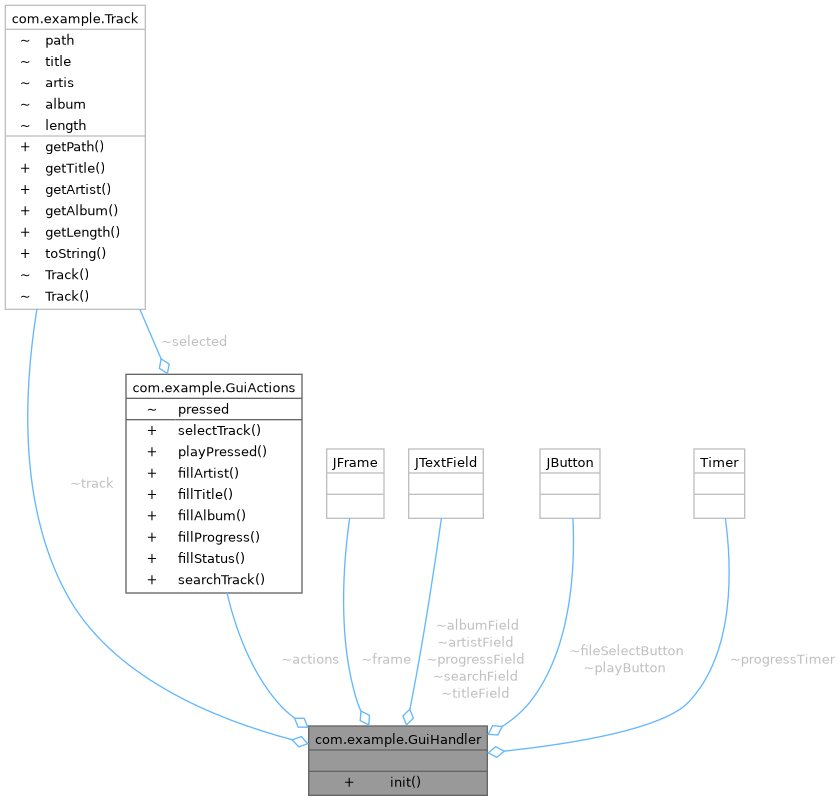 com.example.Track
~ path
~ title
~ artis
~ album
~ length
+ getPath()
+ getTitle()
+ getArtist()
+ getAlbum()
+ getLength()
+ toString()
~ Track()
~ Track()
~selected
com.example.GuiActions
~ pressed
+ selectTrack()
+ playPressed()
+ fillArtist()
+ fillTitle()
+ fillAlbum()
+ fillProgress()
+ fillStatus()
+ searchTrack()
JFrame
JTextField
JButton
Timer
~track
~actions
~frame
~albumField
~artistField
~progressField
~searchField
~titleField
~fileSelectButton
~playButton
~progressTimer
com.example.GuiHandler
+ init()